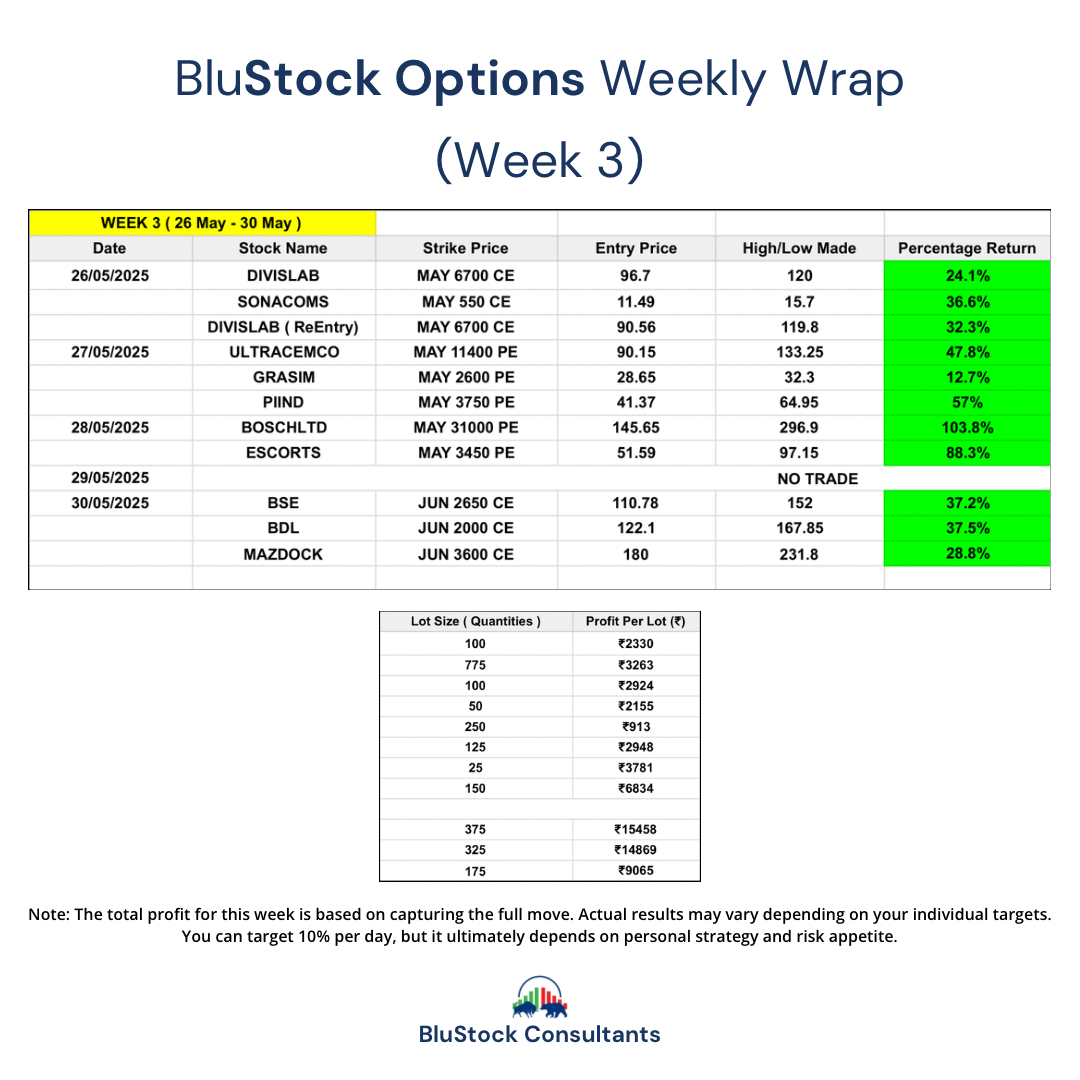 BluStock Options Weekly Wrap
(Week 3)
WEEK 3 ( 26 May - 30 May )
Date Stock Name Strike Price Entry Price High/Low Made Percentage Return
26/05/2025 DIVISLAB MAY 6700 CE 96.7 120 24.1%
SONACOMS MAY 550 CE 11.49 15.7 36.6%
DIVISLAB ( ReEntry) MAY 6700 CE 90.56 119.8 32.3%
27/05/2025 ULTRACEMCO MAY 11400 PE 90.15 133.25 47.8%
GRASIM MAY 2600 PE 28.65 32.3 12.7%
PIIND MAY 3750 PE 41.37 64.95 57%
28/05/2025 BOSCHLTD MAY 31000 PE 145.65 296.9 103.8%
ESCORTS MAY 3450 PE 51.59 97.15 88.3%
29/05/2025 NO TRADE
30/05/2025 BSE JUN 2650 CE 110.78 152 37.2%
BDL JUN 2000 CE 122.1 167.85 37.5%
MAZDOCK JUN 3600 CE 180 231.8 28.8%
Lot Size ( Quantities ) Profit Per Lot (₹)
100 ₹2330
775 ₹3263
100 ₹2924
50 ₹2155
250 ₹913
125 ₹2948
25 ₹3781
150 ₹6834
375 ₹15458
325 ₹14869
175 ₹9065
Note: The total profit for this week is based on capturing the full move. Actual results may vary depending on your individual targets.
You can target 10% per day, but it ultimately depends on personal strategy and risk appetite.
BluStock Consultants